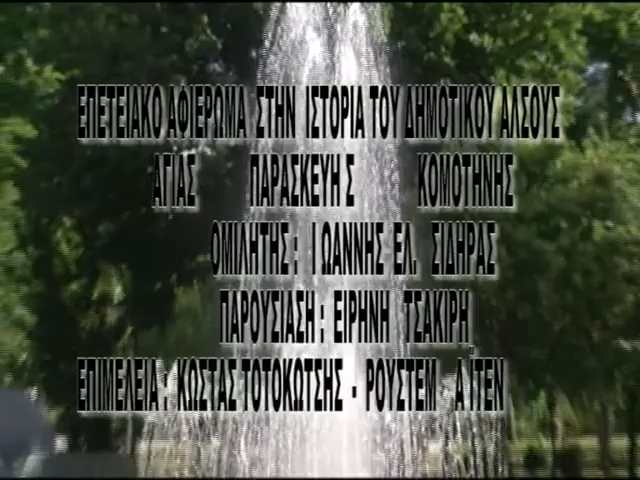 ΕΠΕΤΕΙΑΚΟ ΑΦΙΕΡΩΜΑ ΣΤΗΝ ΙΣΤΟΡΙΑ ΤΟΥ ΔΗΜΟΤΙΚΟΥ ΑΛΣΟΥΣ
ΑΓΙΑΣ ΠΑΡΑΣΚΕΥΗΣ ΚΟΜΟΤΗΝΗΣ
ΟΜΙΛΗΤΗΣ : ΙΩΑΝΝΗΣ ΕΛ. ΣΙΔΗΡΑΣ
ΠΑΡΟΥΣΙΑΣΗ : ΕΙΡΗΝΗ ΤΣΑΚΙΡΗ
ΕΠΙΜΕΛΕΙΑ : ΚΩΣΤΑΣ ΤΟΤΟΚΩΤΣΗΣ - ΡΟΥΣΤΕΜ ΑΪΤΕΝ